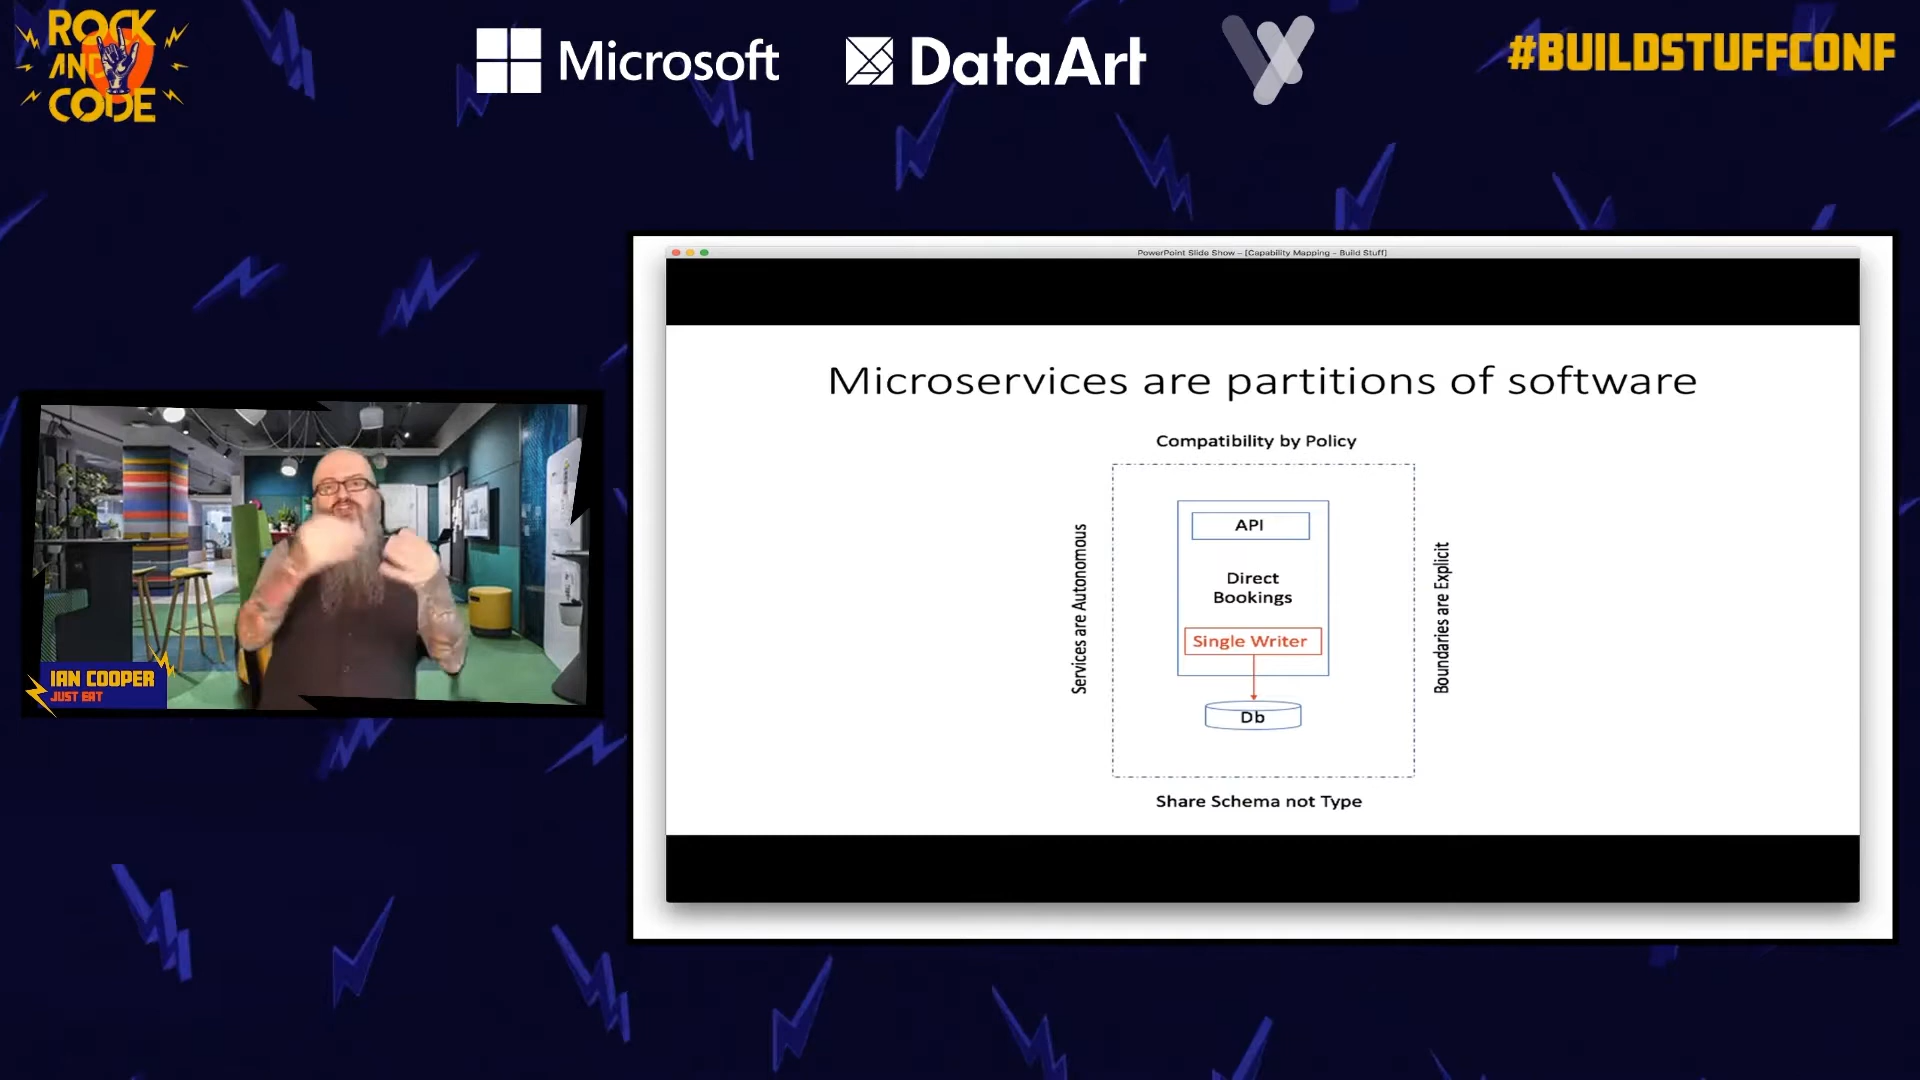 ROCK
AND
CODE
Microsoft
DataArt
#BUILDSTUFFCONF
PowerPoint Slide Show – [Capability Mapping - Build Stuff]
Microservices are partitions of software
Compatibility by Policy
Services are Autonomous
API
Direct
Bookings
Single Writer
Db
Boundaries are Explicit
Share Schema not Type
IAN COOPER
JUST EAT